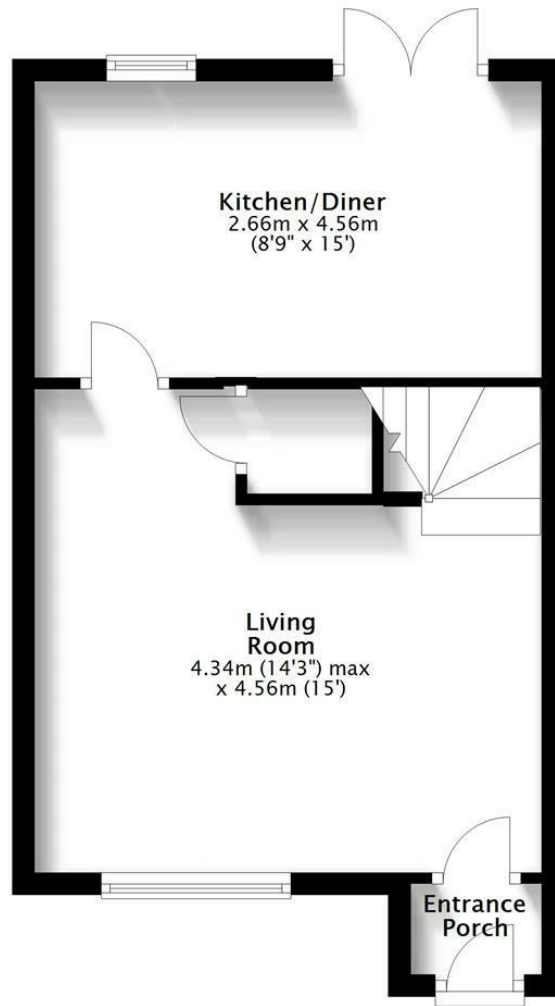 Kitchen/Diner
2.66m x 4.56m
(8'9" x 15')
Living
Room
4.34m (14'3") max
x 4.56m (15')
Entrance
Porch